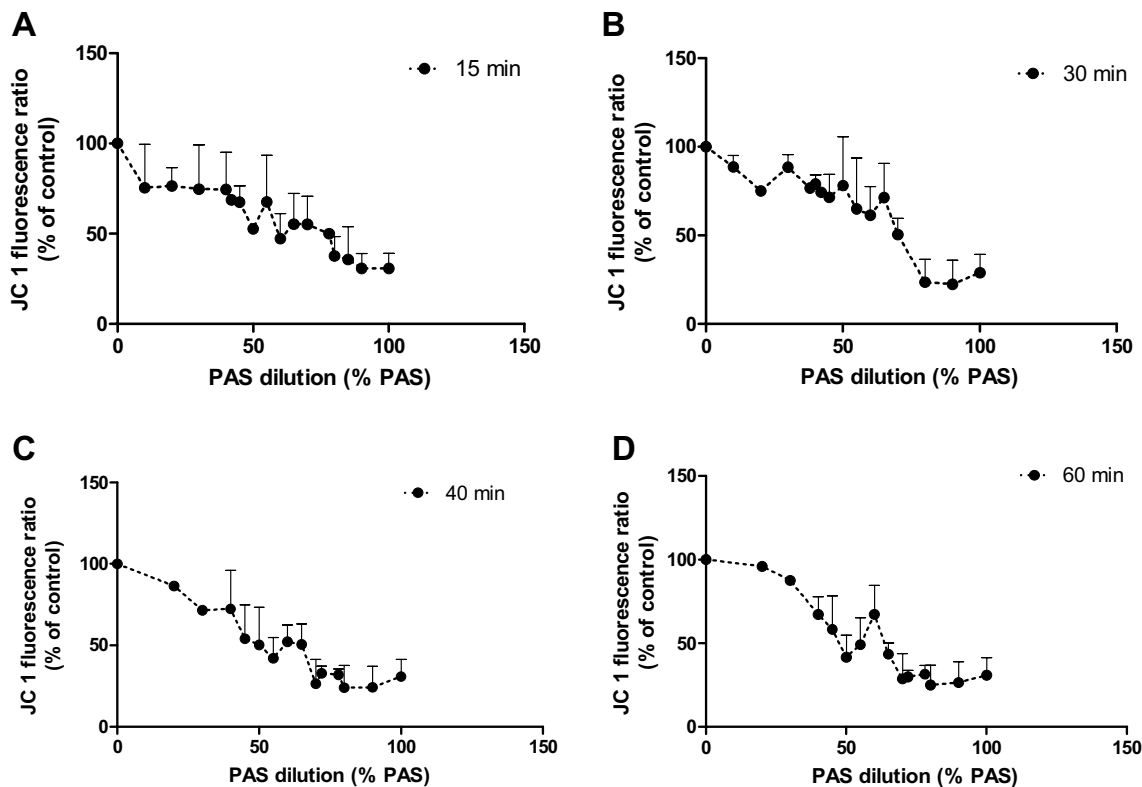 A
JC 1 fluorescence ratio
(% of control)
150
100
50
0
0 50 100 150
PAS dilution (% PAS)
15 min
B
JC 1 fluorescence ratio
(% of control)
150
100
50
0
0 50 100 150
PAS dilution (% PAS)
30 min
C
JC 1 fluorescence ratio
(% of control)
150
100
50
0
0 50 100 150
PAS dilution (% PAS)
40 min
D
JC 1 fluorescence ratio
(% of control)
150
100
50
0
0 50 100 150
PAS dilution (% PAS)
60 min